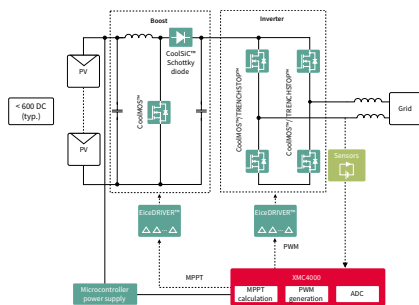 Boost
Inverter
CoolSiC™
Schottky
diode
PV
< 600 DC
(typ.)
PV
CoolMOS™
CoolMOS™/TRENCHSTOP™
CoolMOS™/TRENCHSTOP™
Grid
Sensors
EiceDRIVER™
...
EiceDRIVER™
...
PWM
MPPT
Microcontroller
power supply
XMC4000
MPPT
calculation
PWM
generation
ADC